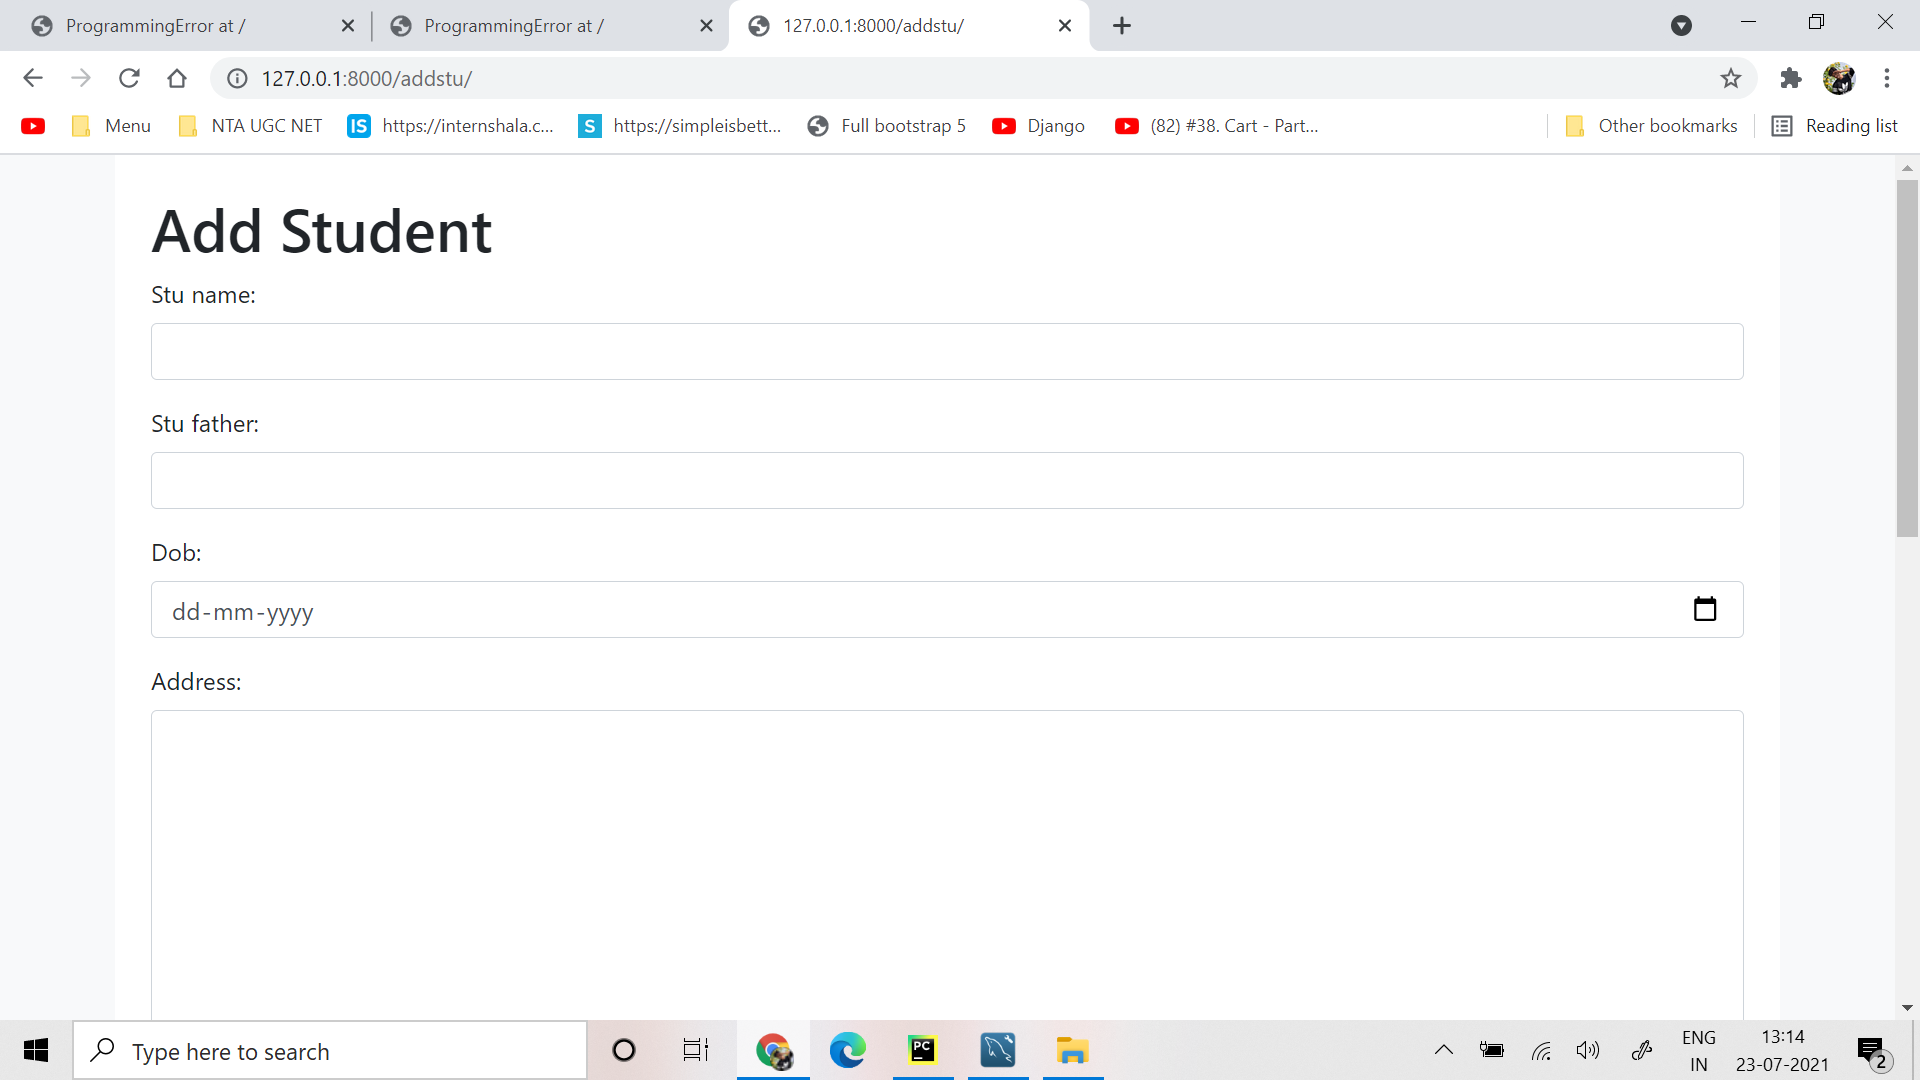 ProgrammingError at /
ProgrammingError at /
127.0.0.1:8000/addstu/
127.0.0.1:8000/addstu/
Menu
NTA UGC NET
IS
https://internshala.c...
S
https://simpleisbett...
Full bootstrap 5
Django
(82) #38. Cart - Part...
Other bookmarks
Reading list
Add Student
Stu name:
Stu father:
Dob:
dd-mm-yyyy
Address:
Type here to search
PC
ENG
IN
13:14
23-07-2021
2